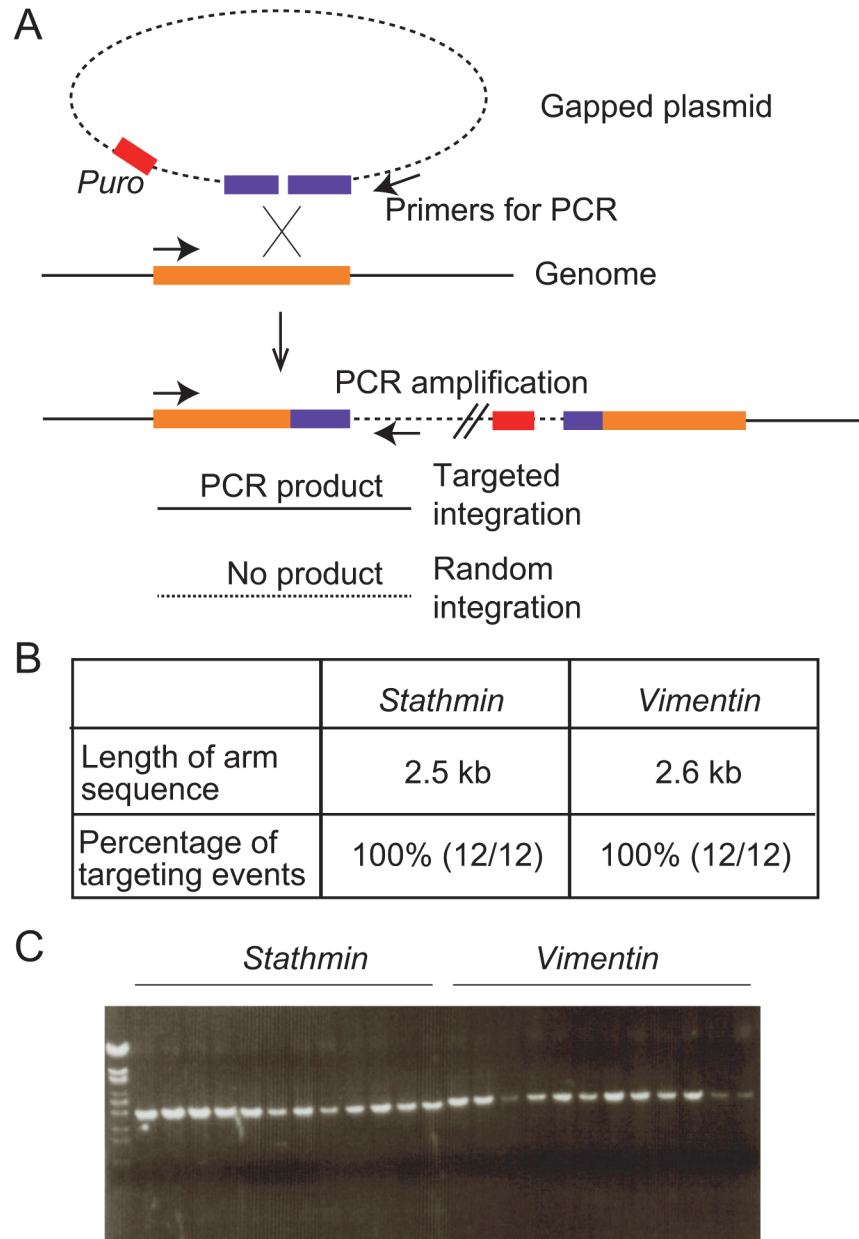 A
Gapped plasmid
Puro
Primers for PCR
Genome
PCR amplification
PCR product
Targeted
integration
No product
Random
integration
B
Stathmin
Vimentin
Length of arm
sequence
2.5 kb
2.6 kb
Percentage of
targeting events
100% (12/12)
100% (12/12)
C
Stathmin
Vimentin